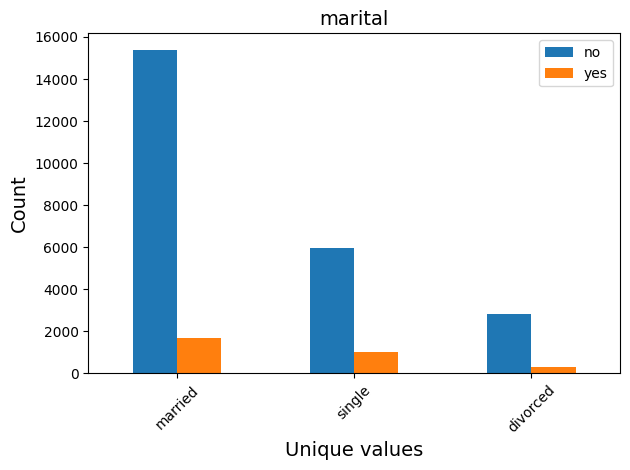 marital
16000
14000
12000
10000
8000
6000
4000
2000
0
Count
no
yes
married
single
divorced
Unique values